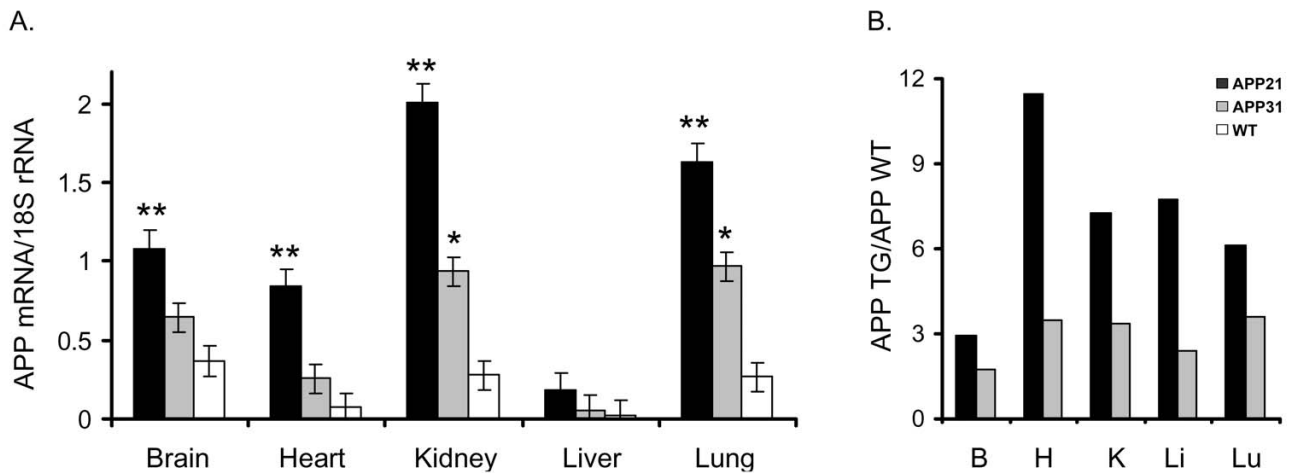 A.
APP mRNA/18S rRNA
2
1.5
1
0.5
0
**
**
**
*
**
*
Brain Heart Kidney Liver Lung
B.
APP TG/APP WT
12
9
6
3
0
APP21
APP31
WT
B H K Li Lu